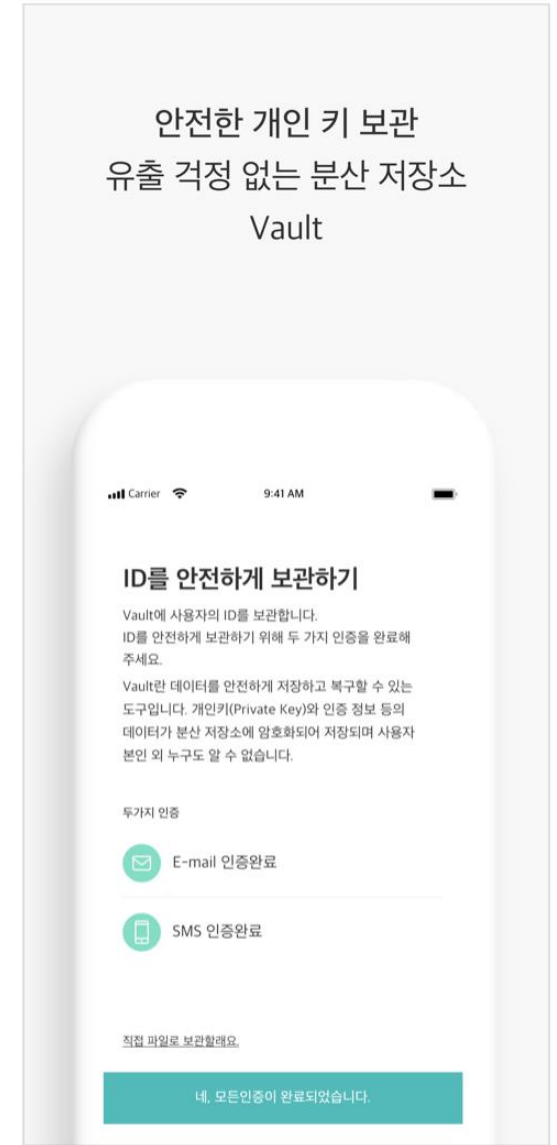 안전한 개인 키 보관
유출 걱정 없는 분산 저장소
Vault
Carrier
9:41 AM
ID를 안전하게 보관하기
Vault에 사용자의 ID를 보관합니다.
ID를 안전하게 보관하기 위해 두 가지 인증을 완료해
주세요.
Vault란 데이터를 안전하게 저장하고 복구할 수 있는
도구입니다. 개인키(Private Key)와 인증 정보 등의
데이터가 분산 저장소에 암호화되어 저장되며 사용자
본인 외 누구도 알 수 없습니다.
두가지 인증
E-mail 인증완료
SMS 인증완료
직접 파일로 보관할래요.
네, 모든인증이 완료되었습니다.